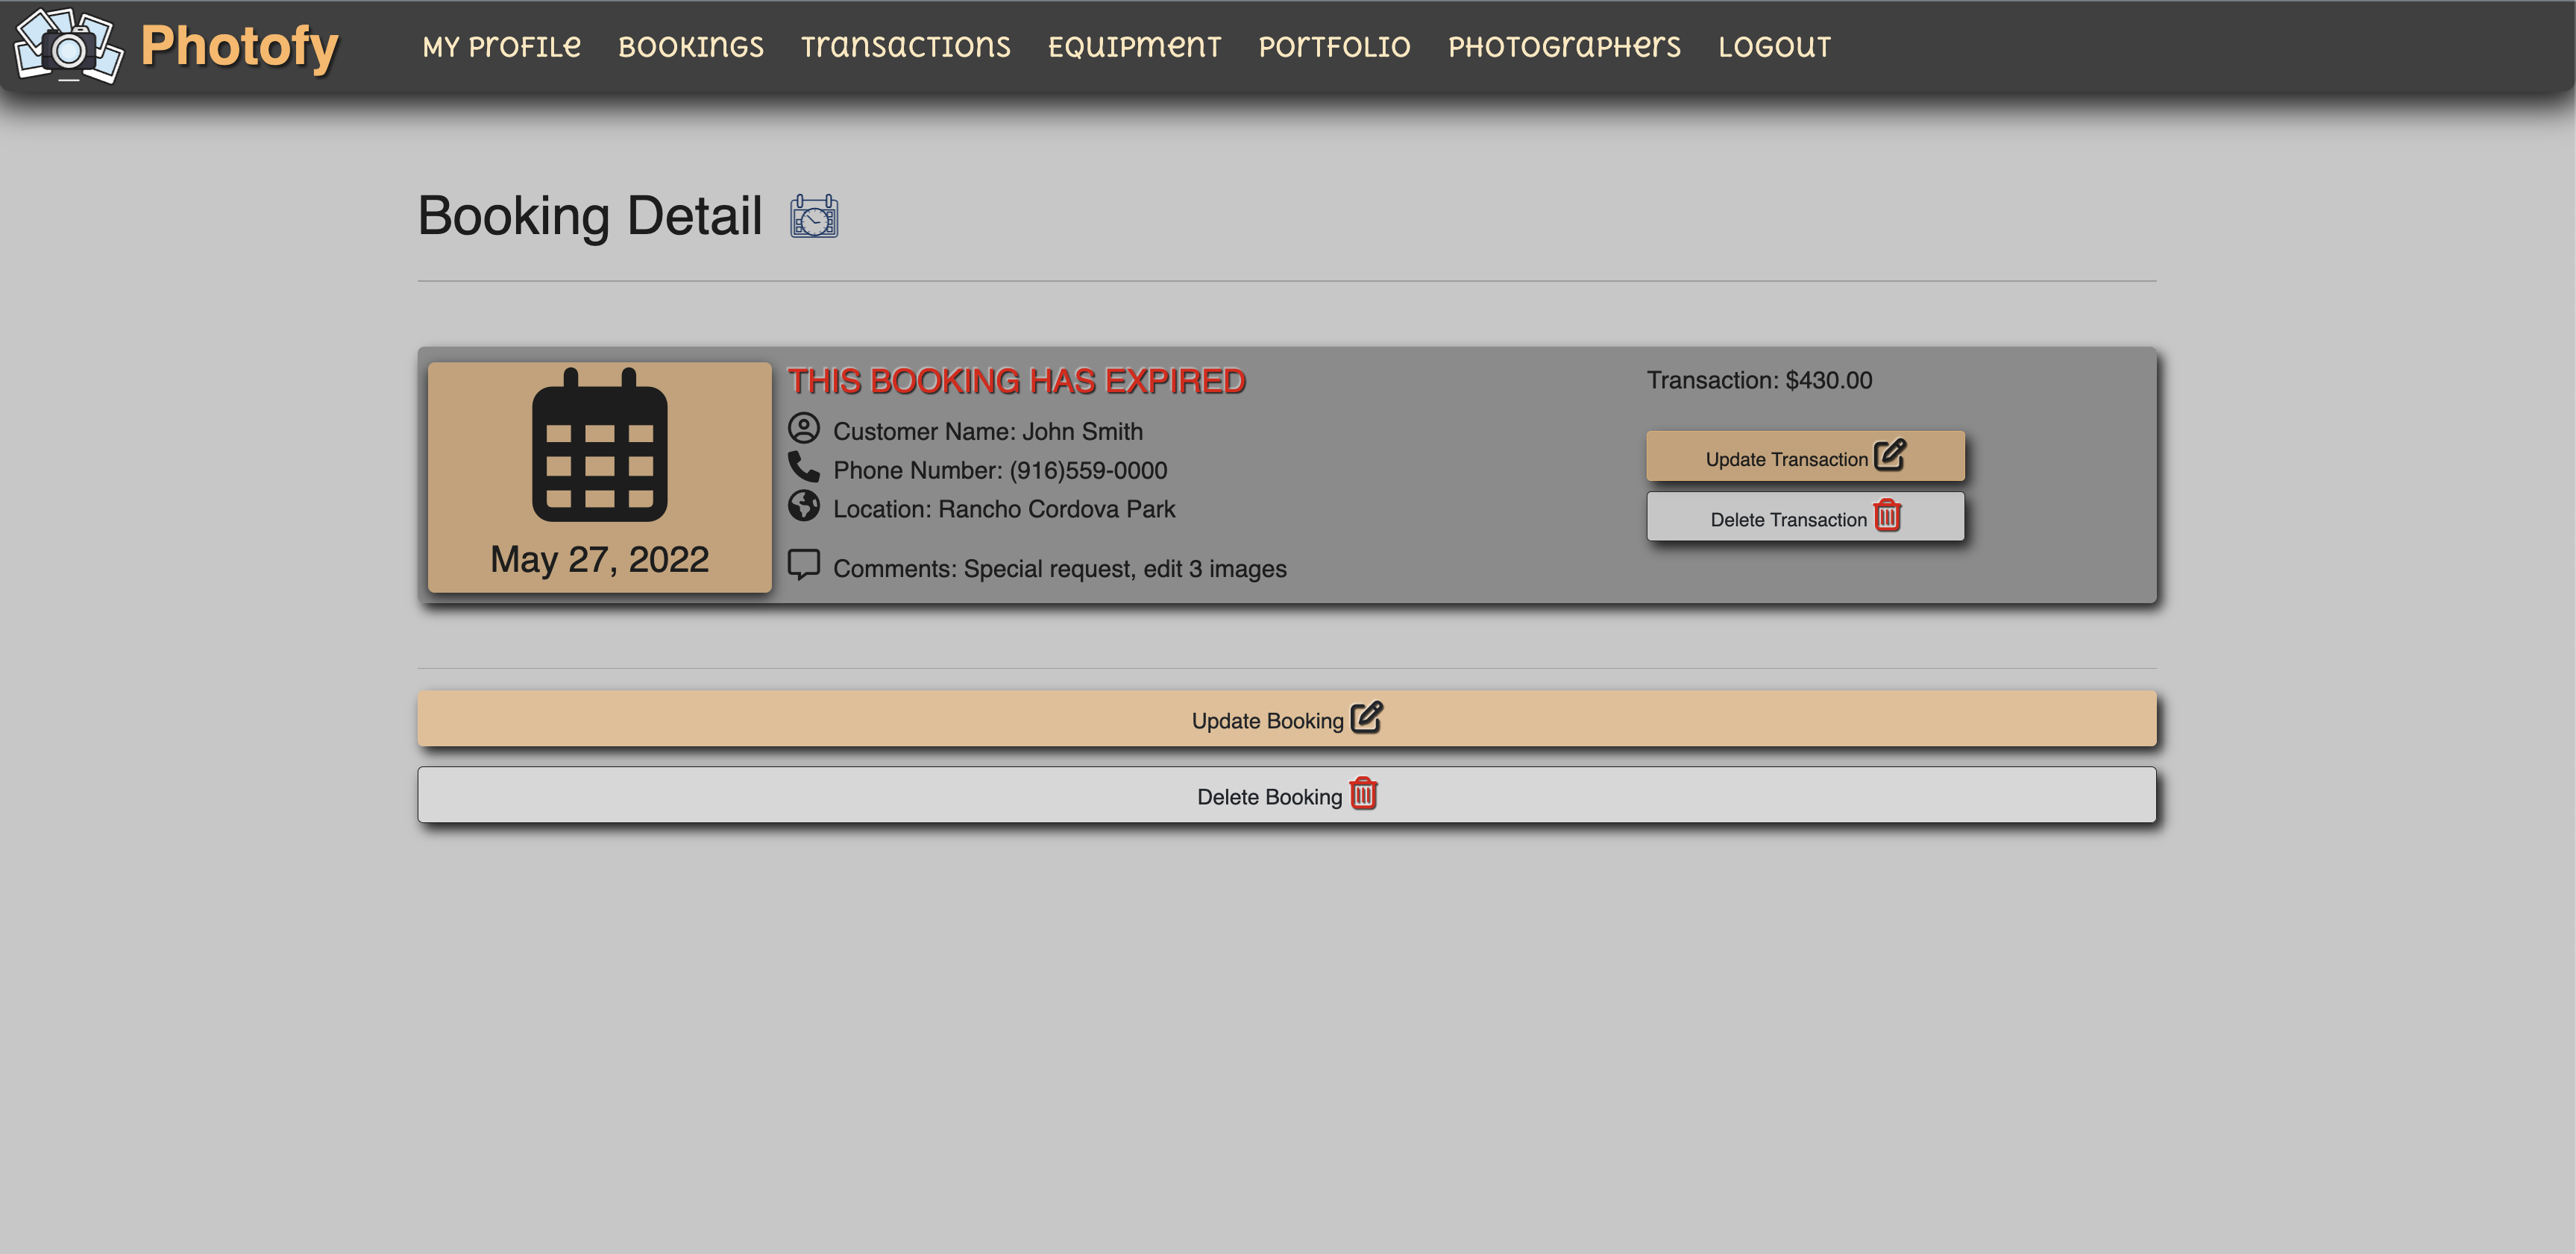 Photofy
MY PrOFILe BOOKINGS TransacTIONS EQUIPmenT POrTFOLIO PHOTOGraPHers LOGOUT
Booking Detail
THIS BOOKING HAS EXPIRED
Customer Name: John Smith
Phone Number: (916)559-0000
Location: Rancho Cordova Park
Comments: Special request, edit 3 images
May 27, 2022
Transaction: $430.00
Update Transaction
Delete Transaction
Update Booking
Delete Booking